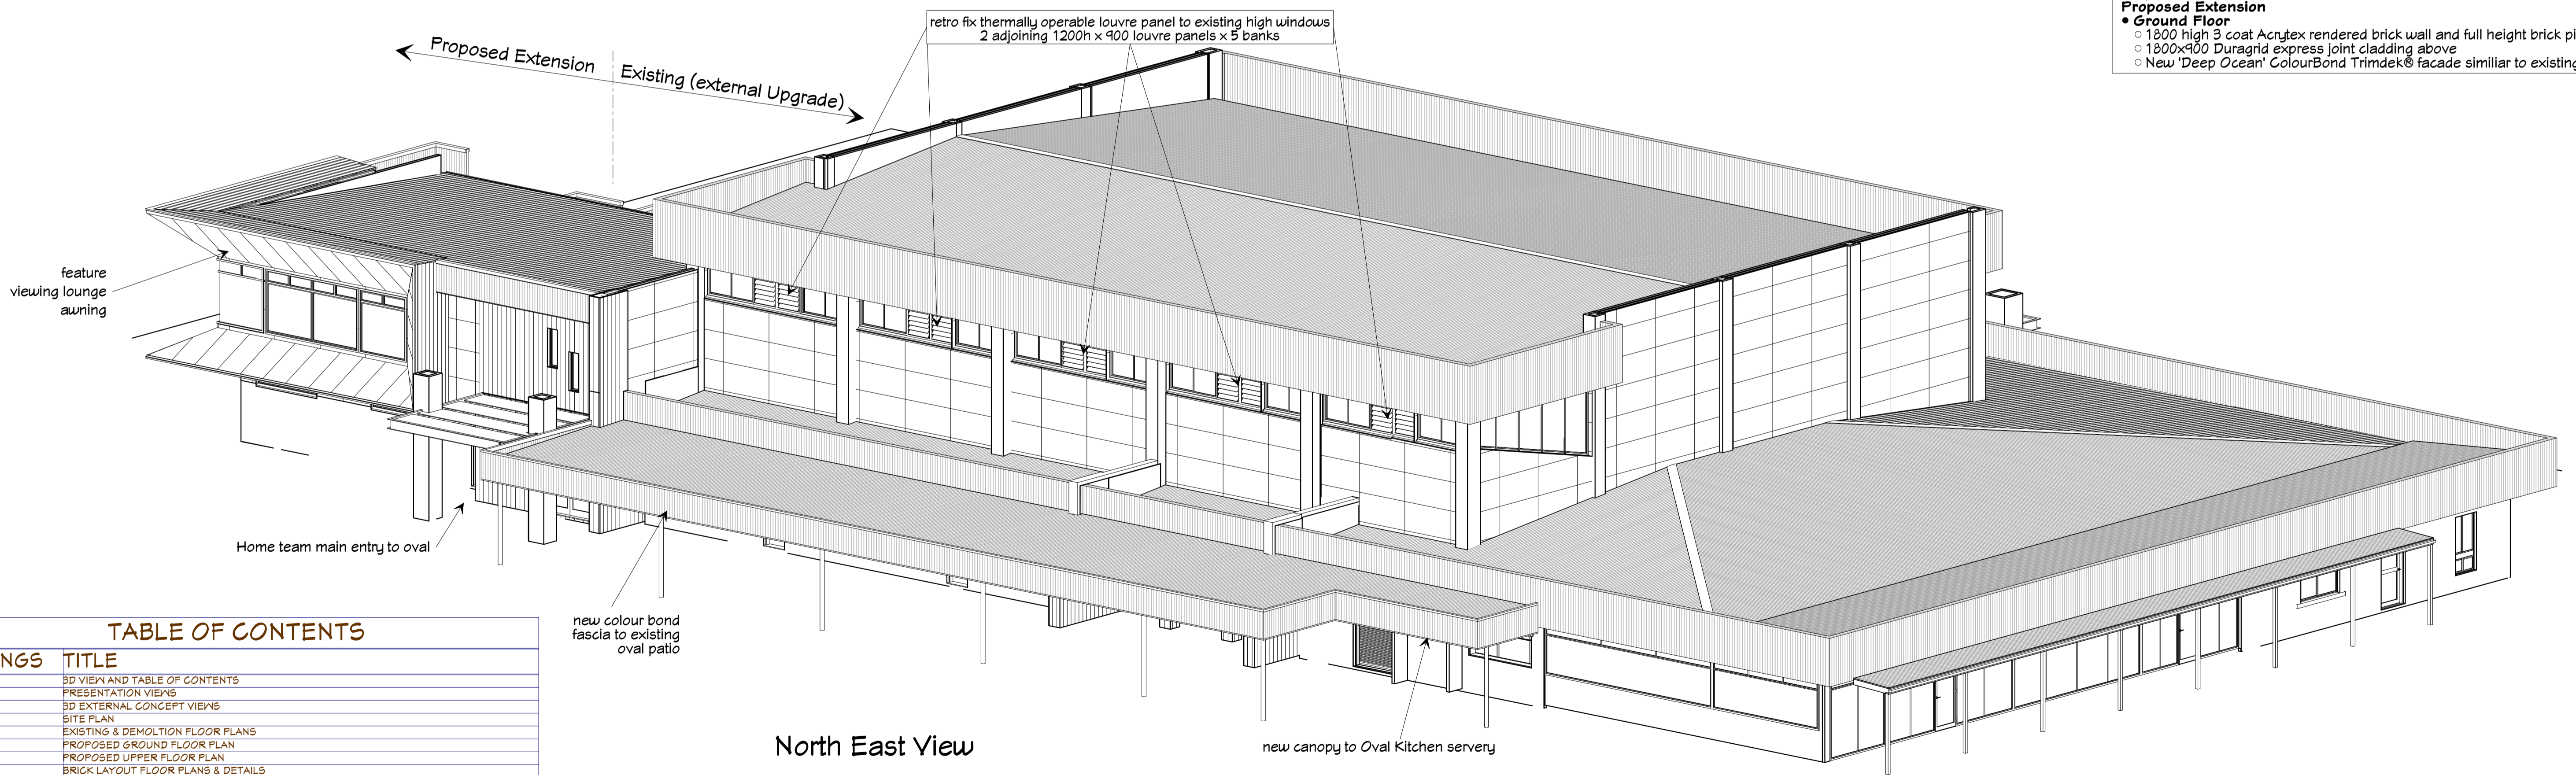 retro fix thermally operable louvre panel to existing high windows
2 adjoining 1200h x 900 louvre panels x 5 banks
Proposed Extension
• Ground Floor
○ 1800 high 3 coat Acrytex rendered brick wall and full height brick pi
○ 1800x900 Duragrid express joint cladding above
○ New 'Deep Ocean' ColourBond Trimdek® facade similiar to existing
Proposed Extension
Existing (external Upgrade)
feature
viewing lounge
awning
Home team main entry to oval
new colour bond
fascia to existing
oval patio
new canopy to Oval Kitchen servery
North East View
TABLE OF CONTENTS
NGS TITLE
3D VIEW AND TABLE OF CONTENTS
PRESENTATION VIEWS
3D EXTERNAL CONCEPT VIEWS
SITE PLAN
EXISTING & DEMOLTION FLOOR PLANS
PROPOSED GROUND FLOOR PLAN
PROPOSED UPPER FLOOR PLAN
BRICK LAYOUT FLOOR PLANS & DETAILS